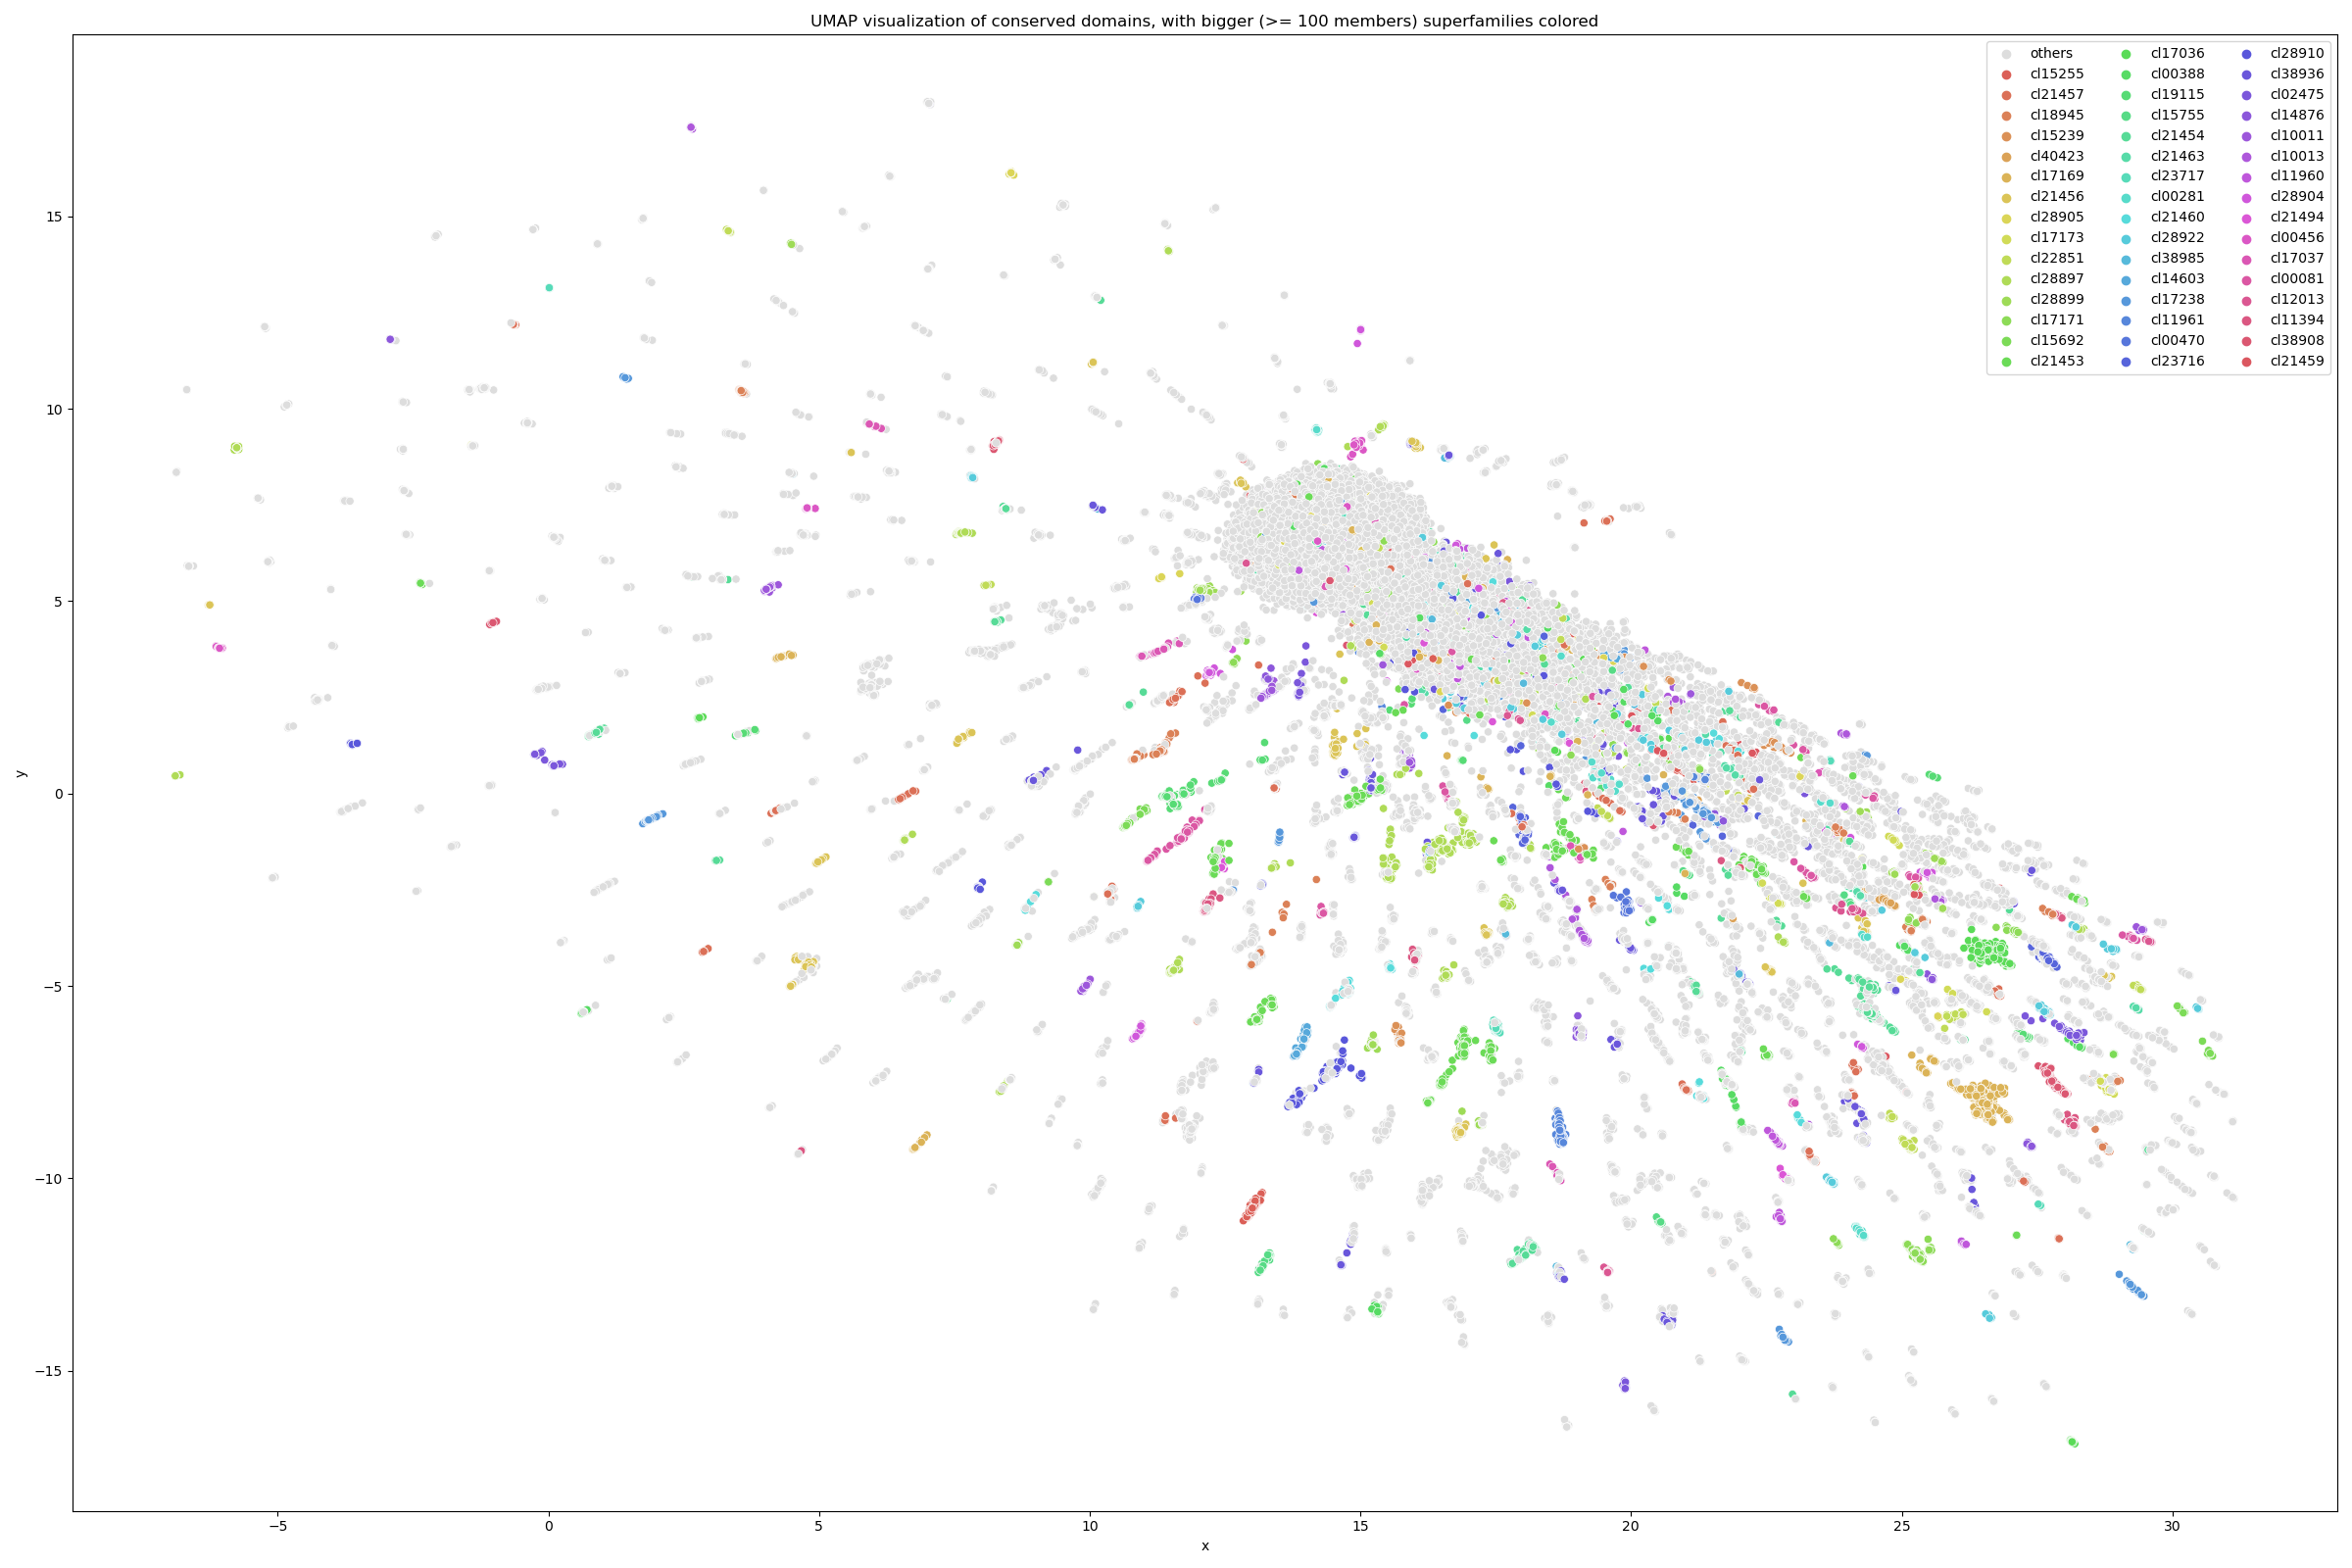 UMAP visualization of conserved domains, with bigger (>= 100 members) superfamilies colored
others
cl15255
cl21457
cl18945
cl15239
cl40423
cl17169
cl21456
cl28905
cl17173
cl22851
cl28897
cl28899
cl17171
cl15692
cl21453
cl17036
cl00388
cl19115
cl15755
cl21454
cl21463
cl23717
cl00281
cl21460
cl28922
cl38985
cl14603
cl17238
cl11961
cl00470
cl23716
cl28910
cl38936
cl02475
cl14876
cl10011
cl10013
cl11960
cl28904
cl21494
cl00456
cl17037
cl00081
cl12013
cl11394
cl38908
cl21459
y
15
10
5
0
−5
−10
−15
−5 0 5 10 15 20 25 30
x